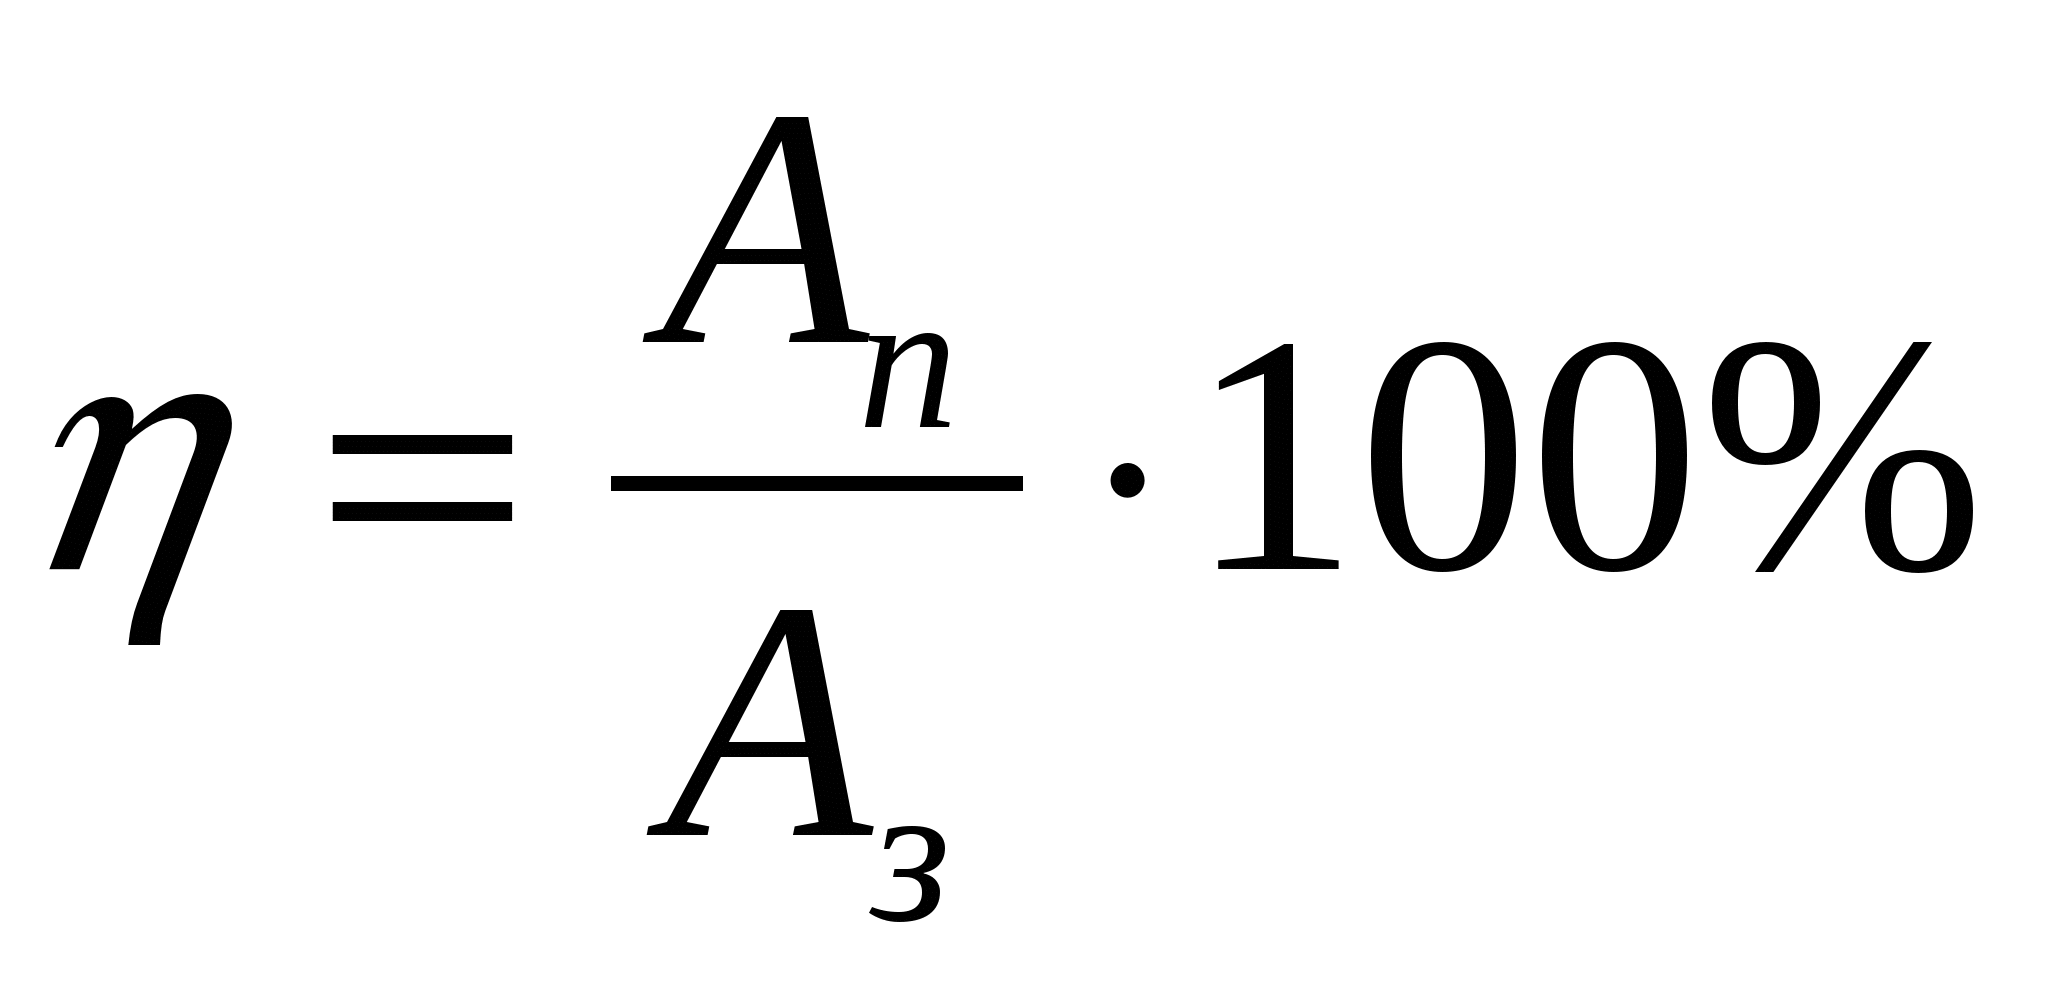 η = Aп / Aз · 100%